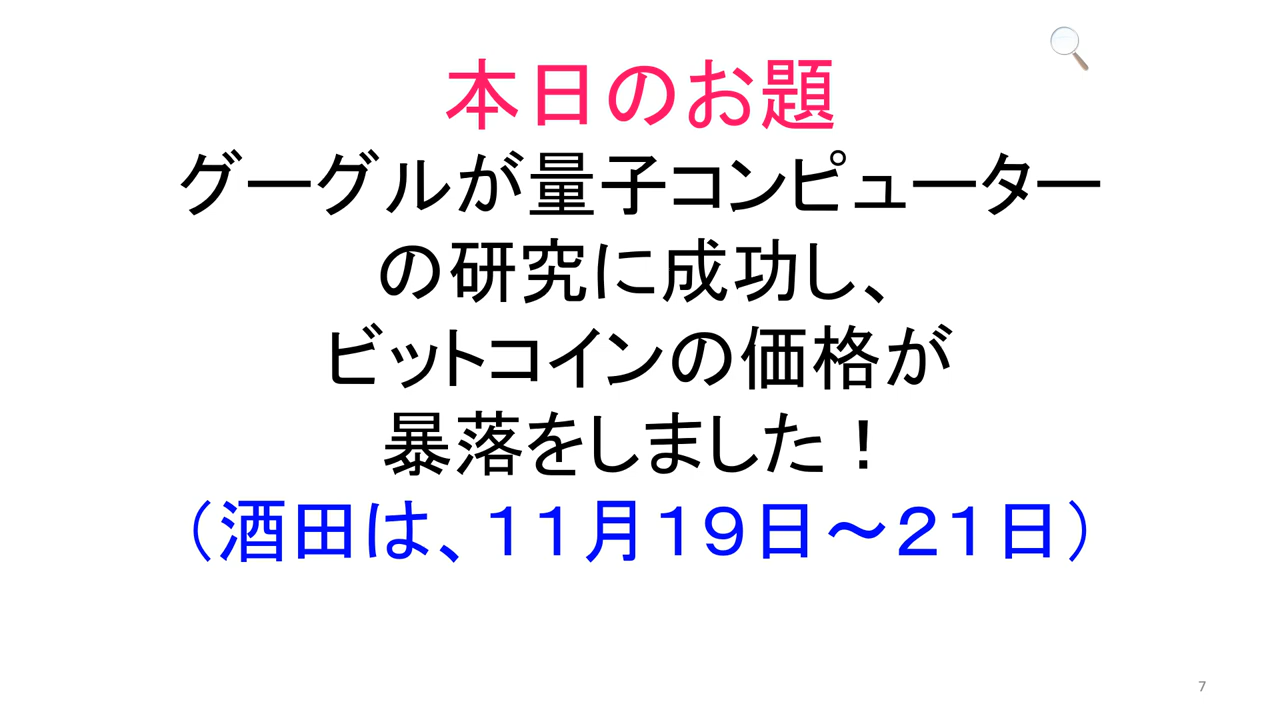 本日のお題
グーグルが量子コンピューター
の研究に成功し、
ビットコインの価格が
暴落をしました！
（酒田は、１１月１９日～２１日）
7